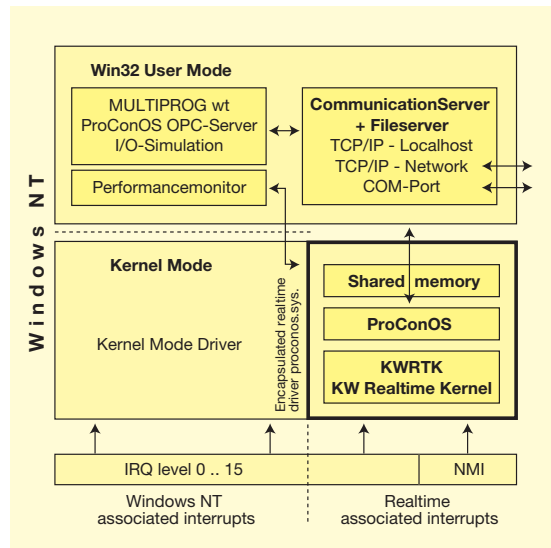 Windows NT
Win32 User Mode
MULTIPROG wt
ProConOS OPC-Server
I/O-Simulation
Performancemonitor
CommunicationServer
+ Fileserver
TCP/IP - Localhost
TCP/IP - Network
COM-Port
Kernel Mode
Kernel Mode Driver
Encapsulated realtime
driver proconos.sys.
Shared memory
ProConOS
KWRTK
KW Realtime Kernel
IRQ level 0 .. 15
NMI
Windows NT
associated interrupts
Realtime
associated interrupts